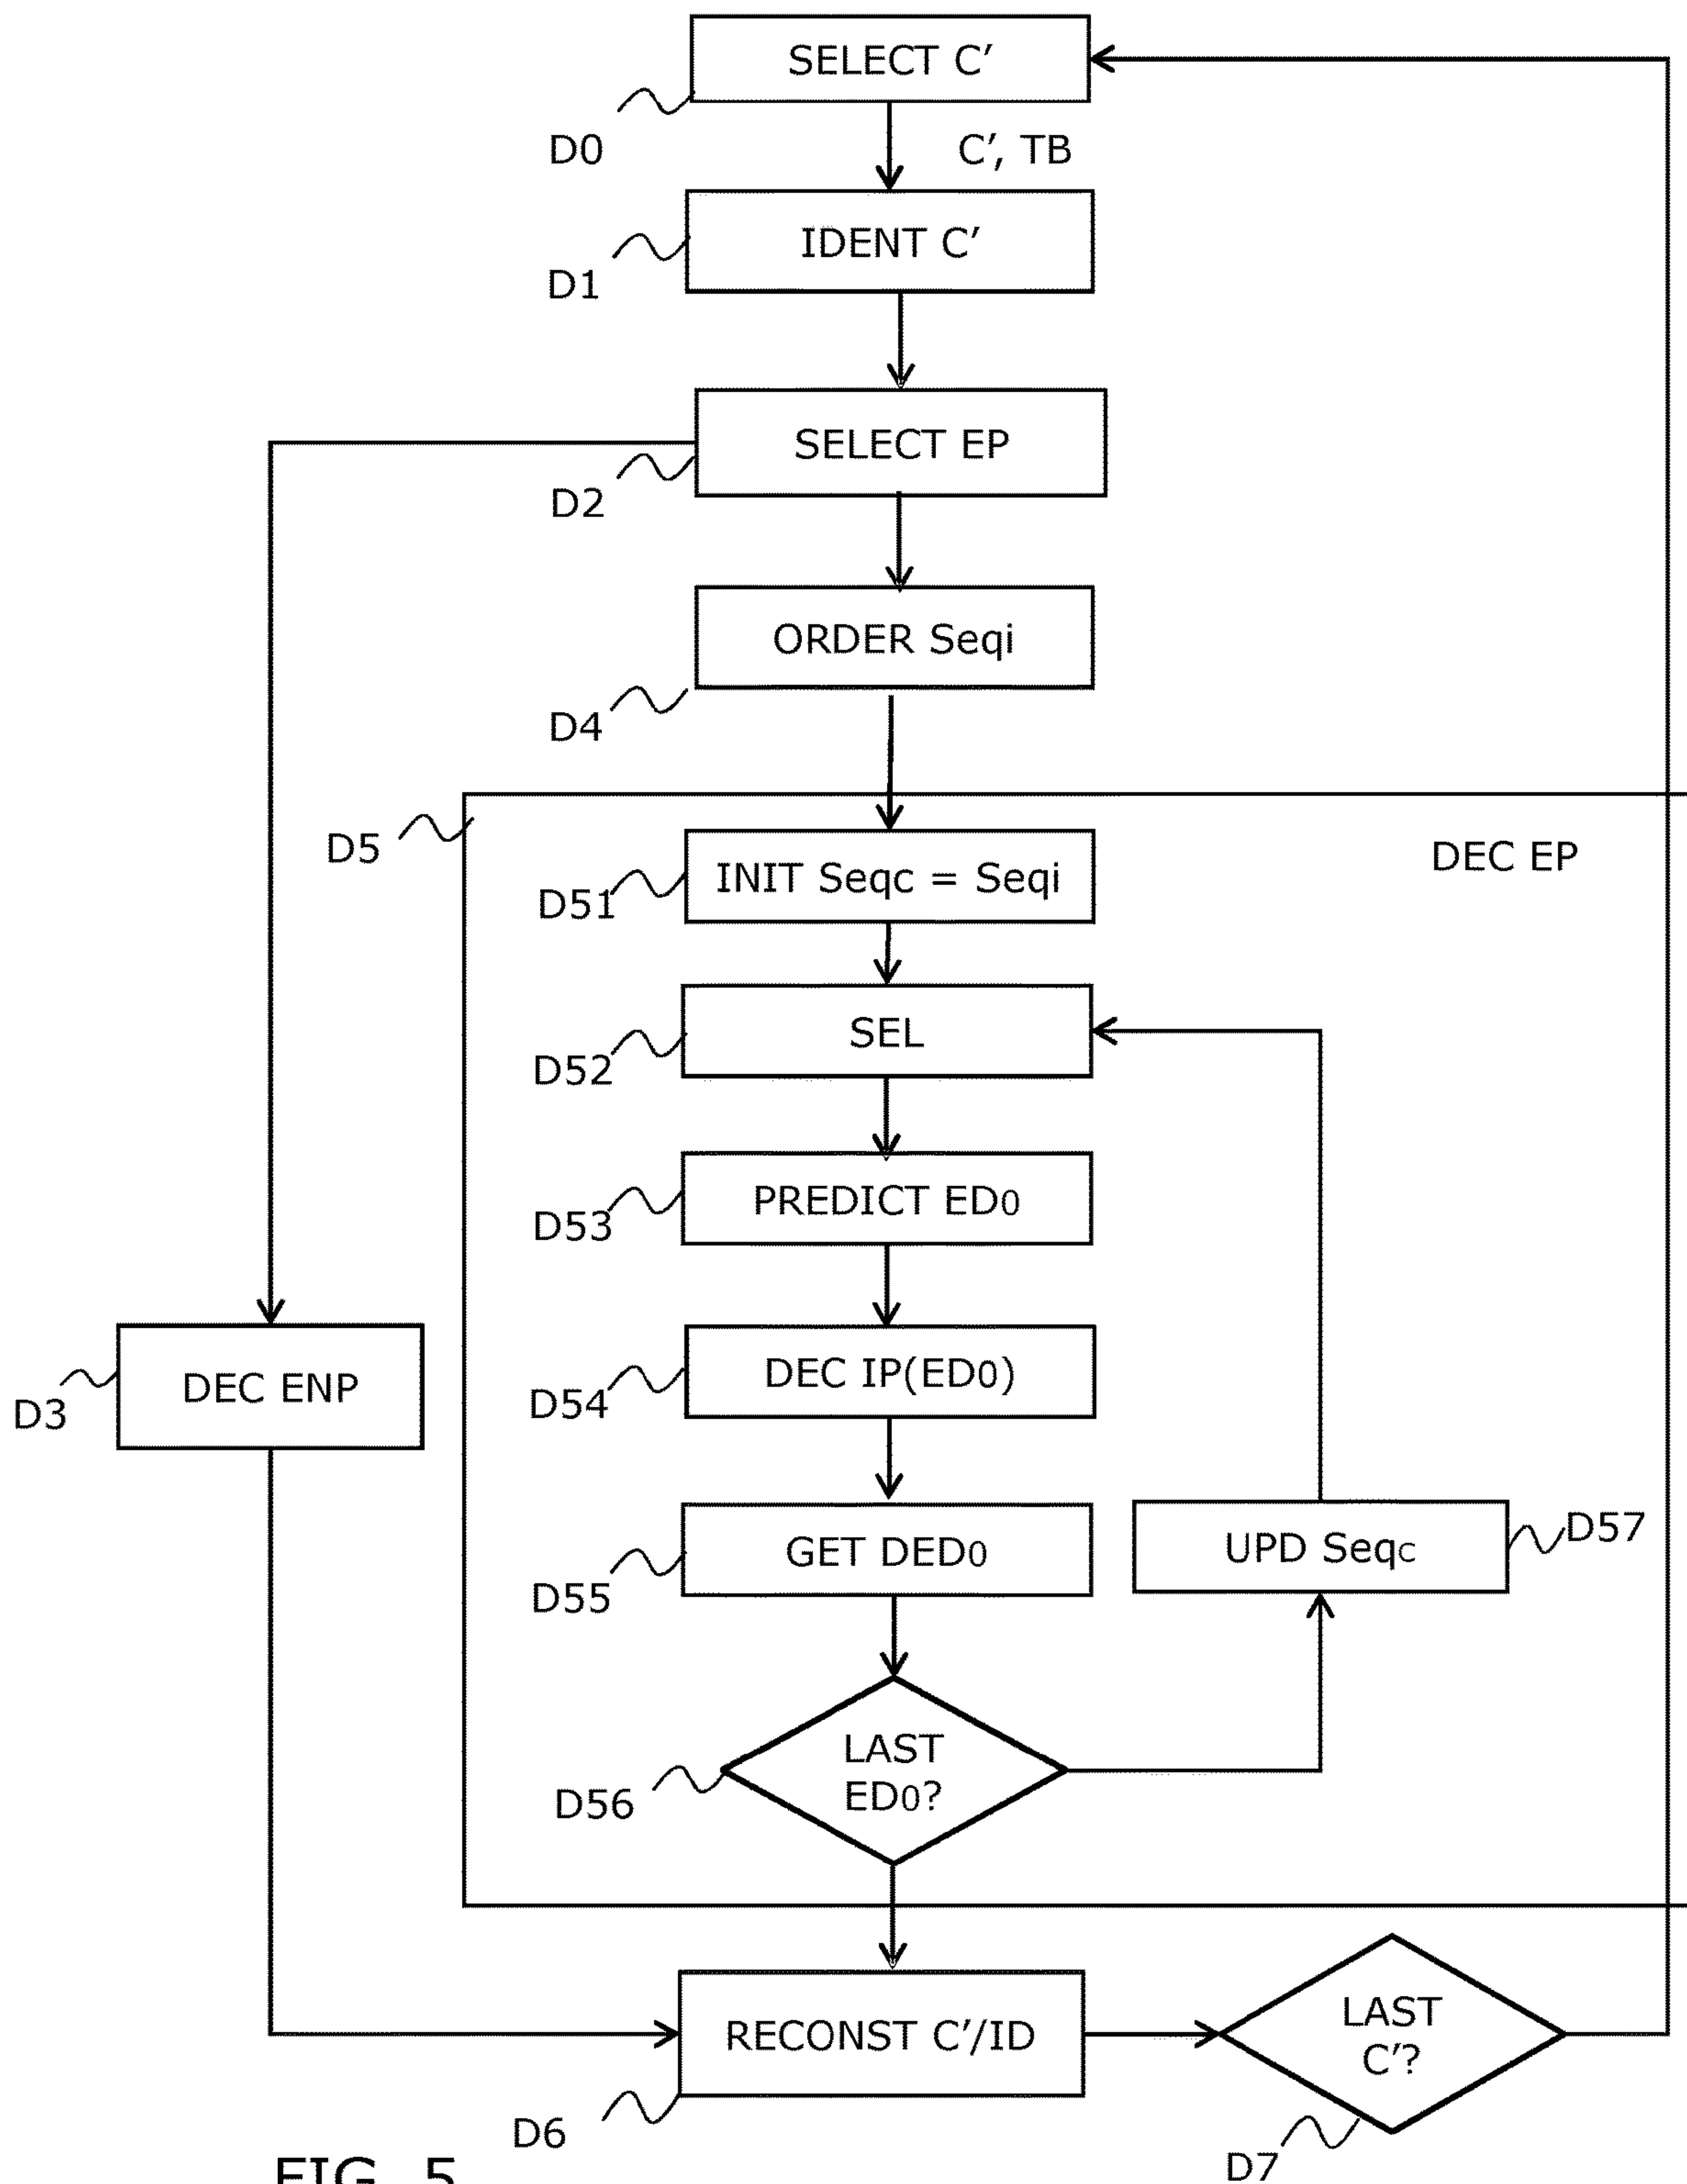 SELECT C’
D0
C’, TB
IDENT C’
D1
SELECT EP
D2
ORDER Seqi
D4
D5
DEC EP
INIT Seqc = Seqi
D51
SEL
D52
PREDICT ED0
D53
DEC IP(ED0)
D54
DEC ENP
D3
GET DED0
D55
UPD Seqc
D57
LAST
ED0?
D56
RECONST C’/ID
D6
LAST
C’?
D7
FIG. 5